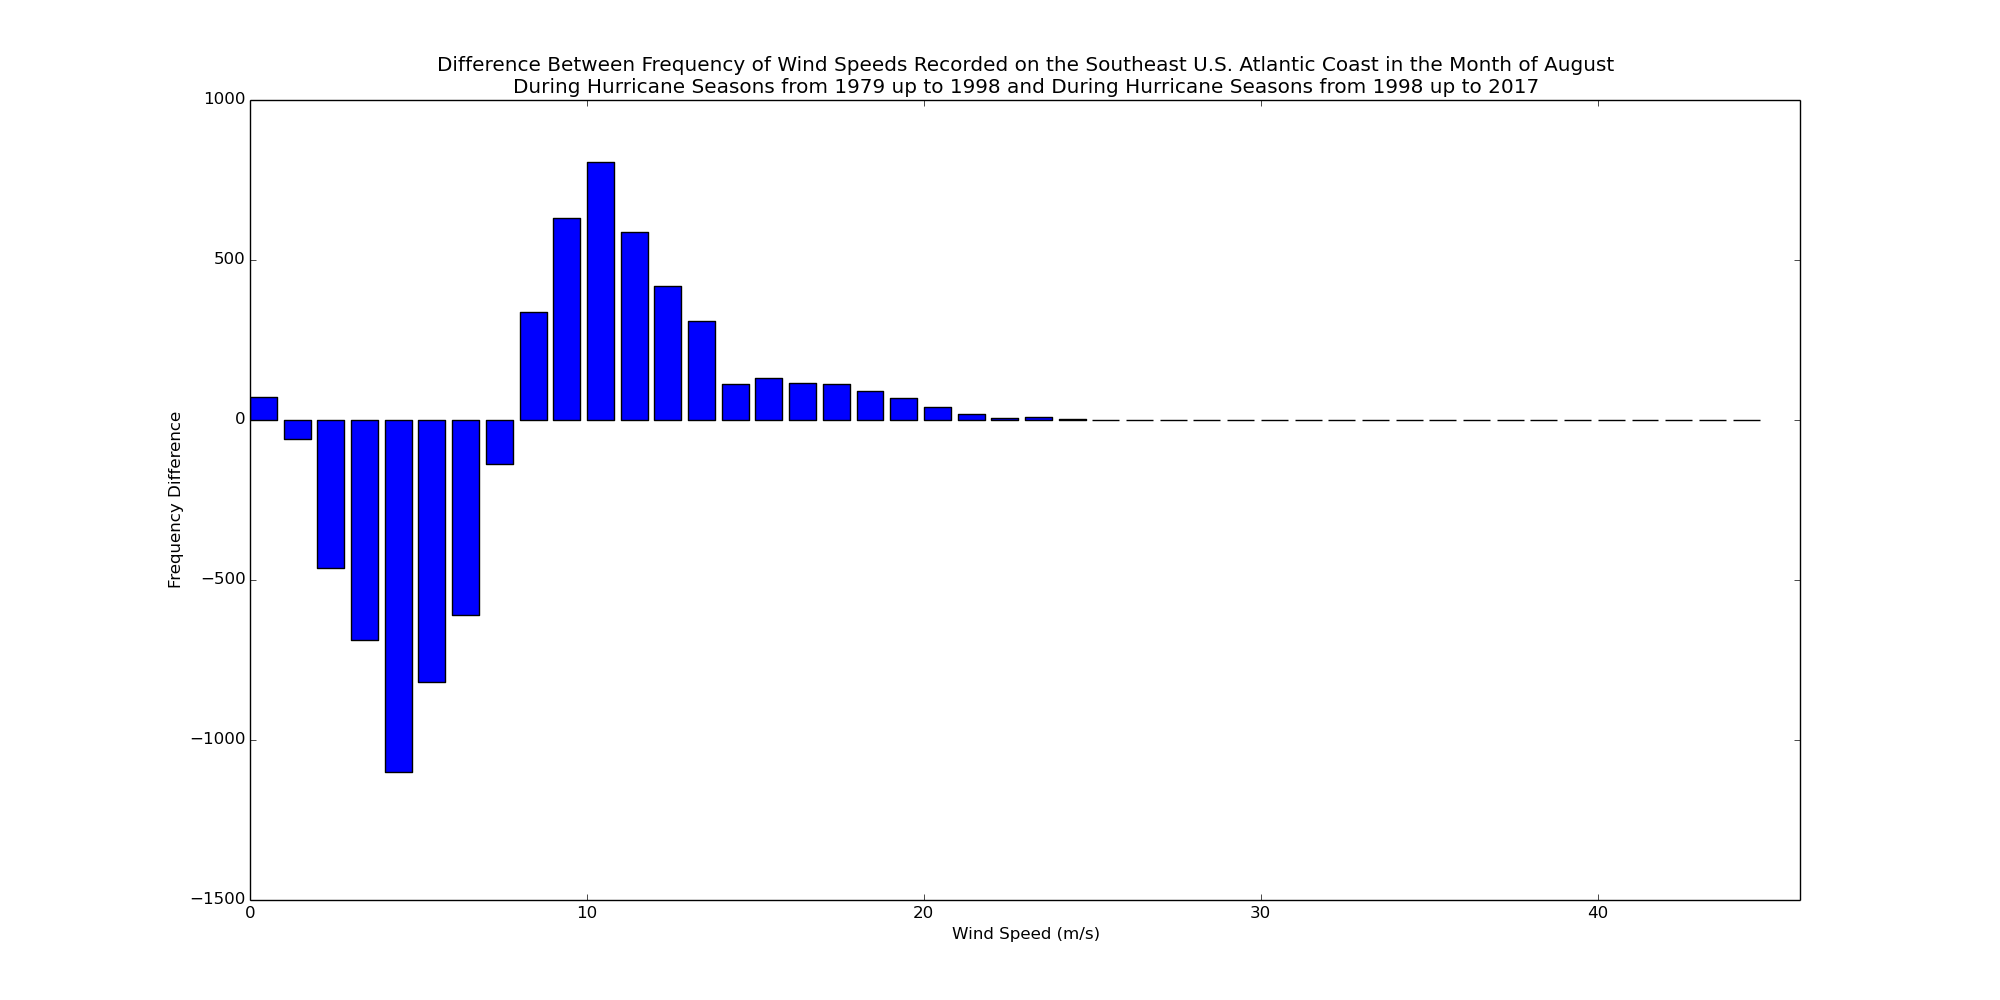 Difference Between Frequency of Wind Speeds Recorded on the Southeast U.S. Atlantic Coast in the Month of August
During Hurricane Seasons from 1979 up to 1998 and During Hurricane Seasons from 1998 up to 2017
1000
500
0
−500
−1000
−1500
Frequency Difference
0 10 20 30 40
Wind Speed (m/s)